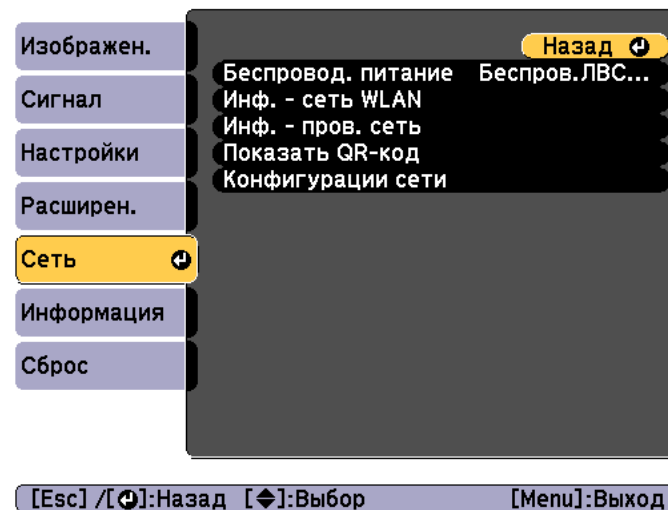 Изображен.
Сигнал
Настройки
Расширен.
Сеть
Информация
Сброс
Назад
Беспровод. питание Беспров.ЛВС...
Инф. - сеть WLAN
Инф. - пров. сеть
Показать QR-код
Конфигурации сети
[Esc] /[ ]:Назад [ ]:Выбор [Menu]:Выход